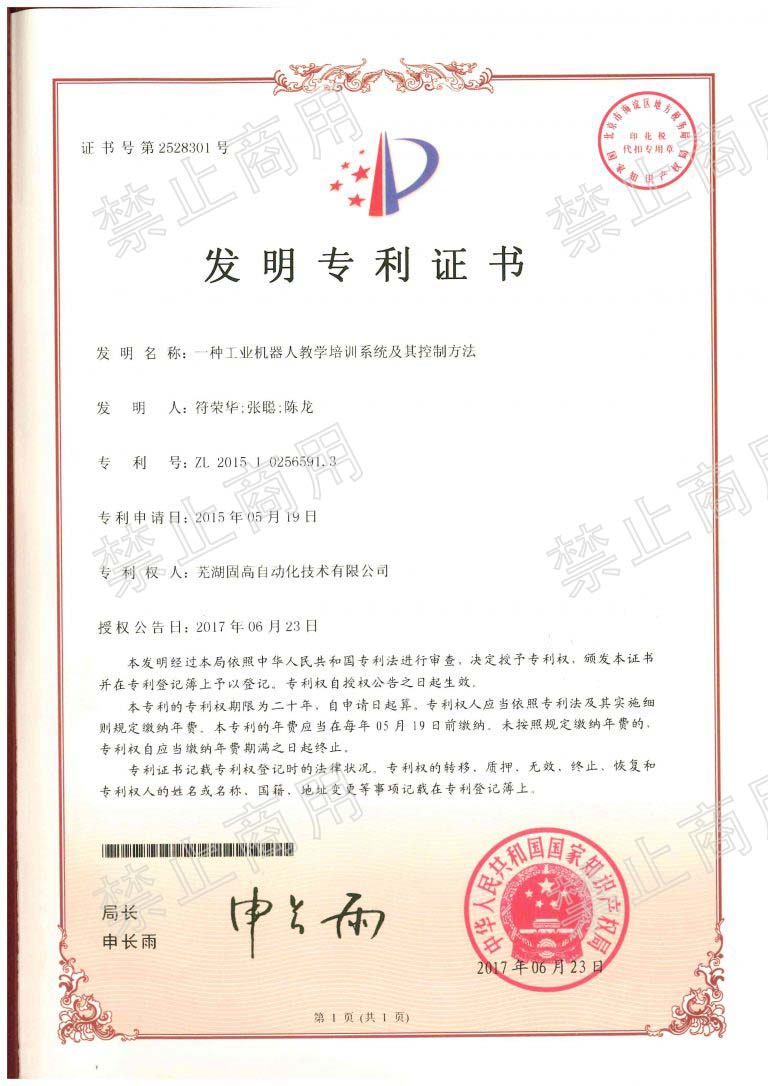 证书号第2528301号
北京市海淀区地方税务局
印花税
代扣专用章
国家知识产权局
发明专利证书
发明名称：一种工业机器人教学培训系统及其控制方法
发明人：符荣华;张聪;陈龙
专利号：ZL 2015 1 0256591.3
专利申请日：2015年05月19日
专利权人：芜湖固高自动化技术有限公司
授权公告日：2017年06月23日
本发明经过本局依照中华人民共和国专利法进行审查，决定授予专利权，颁发本证书
并在专利登记簿上予以登记。专利权自授权公告之日起生效。
本专利的专利权期限为二十年，自申请日起算。专利权人应当依照专利法及其实施细
则规定缴纳年费。本专利的年费应当在每年05月19日前缴纳。未按照规定缴纳年费的，
专利权自应当缴纳年费期满之日起终止。
专利证书记载专利权登记时的法律状况。专利权的转移、质押、无效、终止、恢复和
专利权人的姓名或名称、国籍、地址变更等事项记载在专利登记簿上。
局长
申长雨
申长雨
中华人民共和国国家知识产权局
2017年06月23日
第1页(共1页)
禁止商用
禁止商用
禁止商用
禁止商用
禁止商用
禁止商用